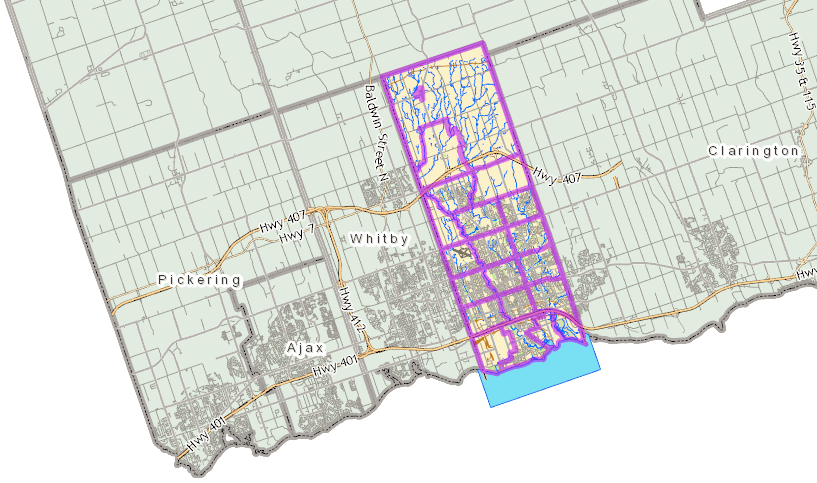 Hwy 35 & 115
Baldwin Street N
Clarington
Hwy 407
Hwy 407
Hwy 7
Whitby
Pickering
Hwy
Hwy 412
Ajax
Hwy 401
Hwy 401